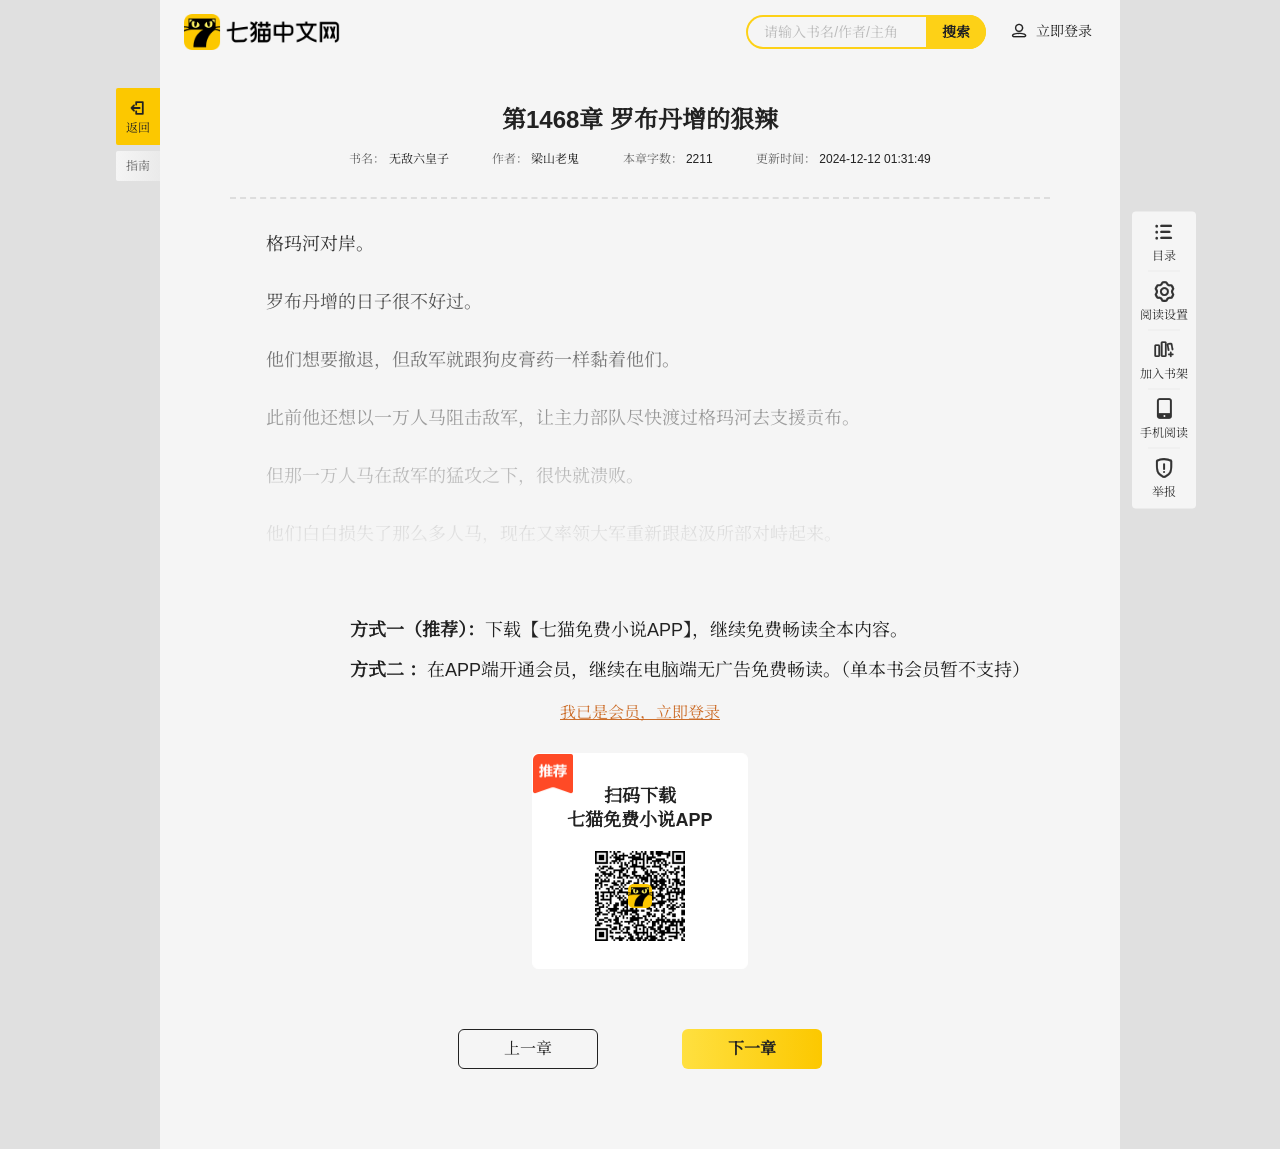 七猫中文网
请输入书名/作者/主角
搜索
立即登录
返回
指南
第1468章 罗布丹增的狠辣
书名： 无敌六皇子 作者： 梁山老鬼 本章字数： 2211 更新时间： 2024-12-12 01:31:49
格玛河对岸。
罗布丹增的日子很不好过。
他们想要撤退，但敌军就跟狗皮膏药一样黏着他们。
此前他还想以一万人马阻击敌军，让主力部队尽快渡过格玛河去支援贡布。
但那一万人马在敌军的猛攻之下，很快就溃败。
他们白白损失了那么多人马，现在又率领大军重新跟赵汲所部对峙起来。
目录
阅读设置
加入书架
手机阅读
举报
方式一（推荐）：下载【七猫免费小说APP】，继续免费畅读全本内容。
方式二 ：在APP端开通会员，继续在电脑端无广告免费畅读。（单本书会员暂不支持）
我已是会员，立即登录
推荐
扫码下载
七猫免费小说APP
上一章
下一章